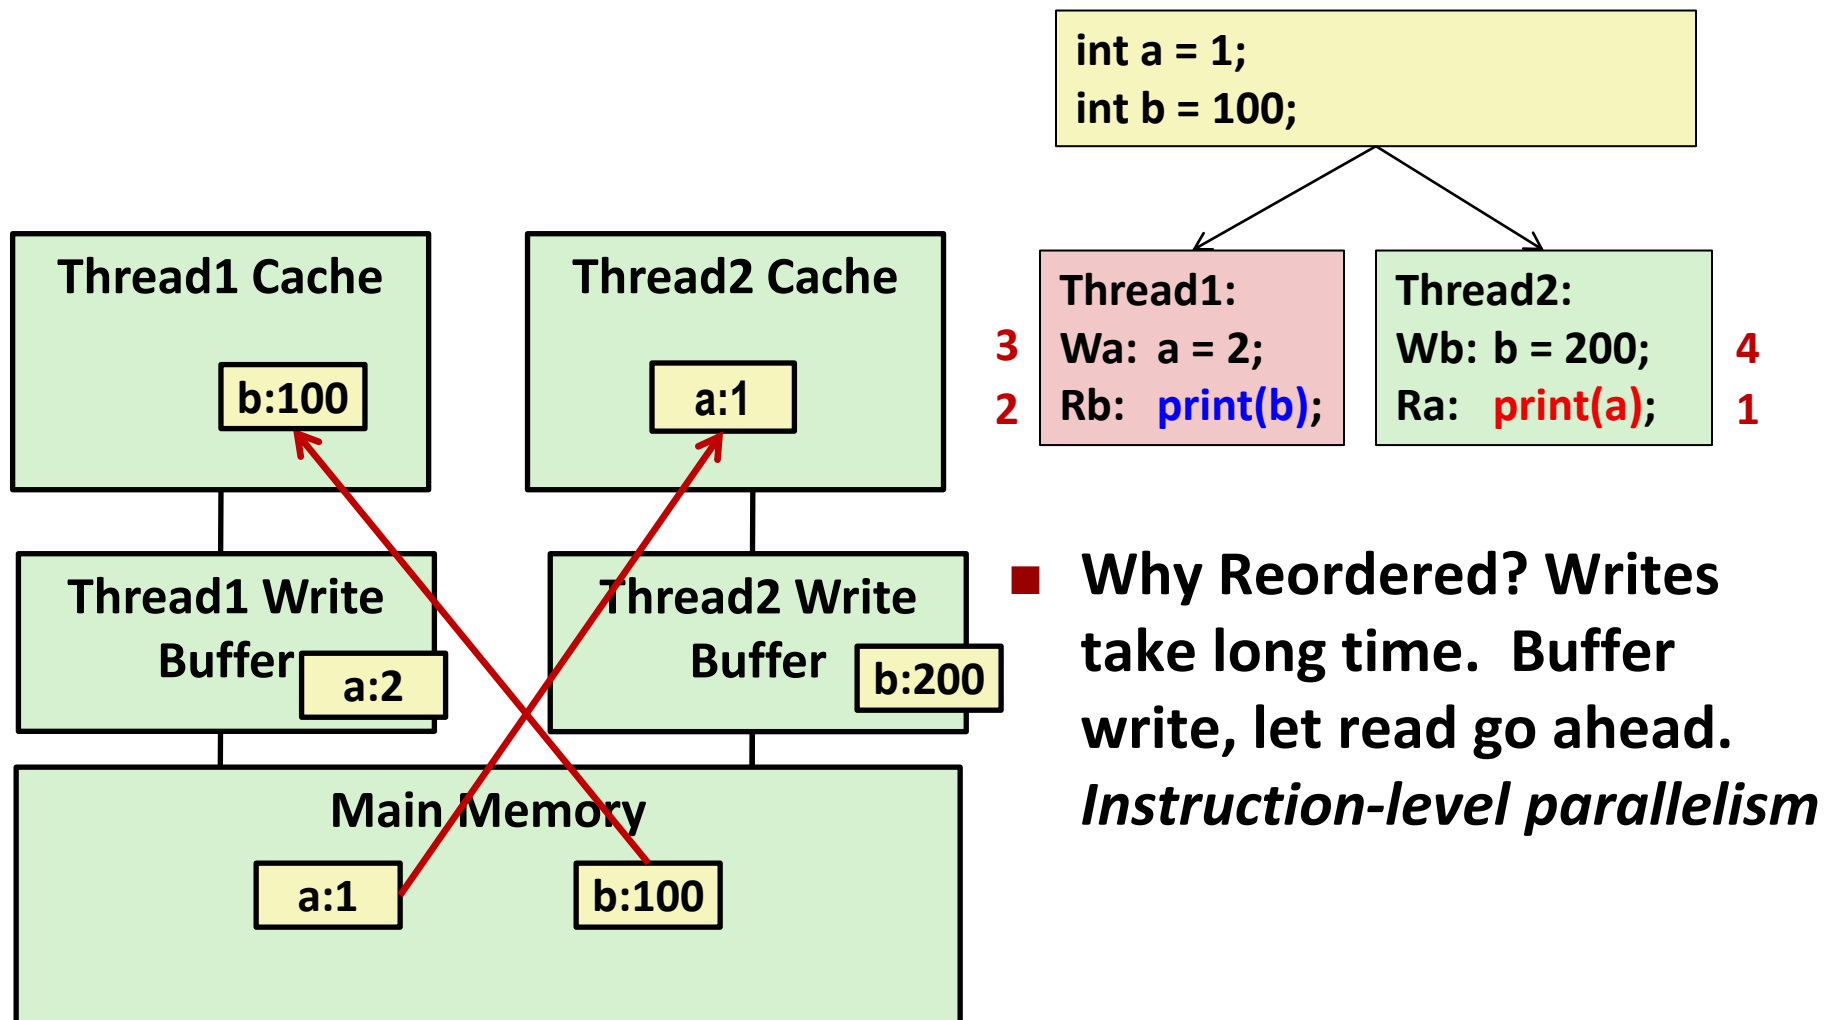 int a = 1;
int b = 100;
Thread1 Cache
b:100
Thread2 Cache
a:1
Thread1:
3 Wa: a = 2;
2 Rb: print(b);
Thread2:
Wb: b = 200; 4
Ra: print(a); 1
Thread1 Write
Buffer
a:2
Thread2 Write
Buffer
b:200
Main Memory
a:1
b:100
Why Reordered? Writes
take long time. Buffer
write, let read go ahead.
Instruction-level parallelism